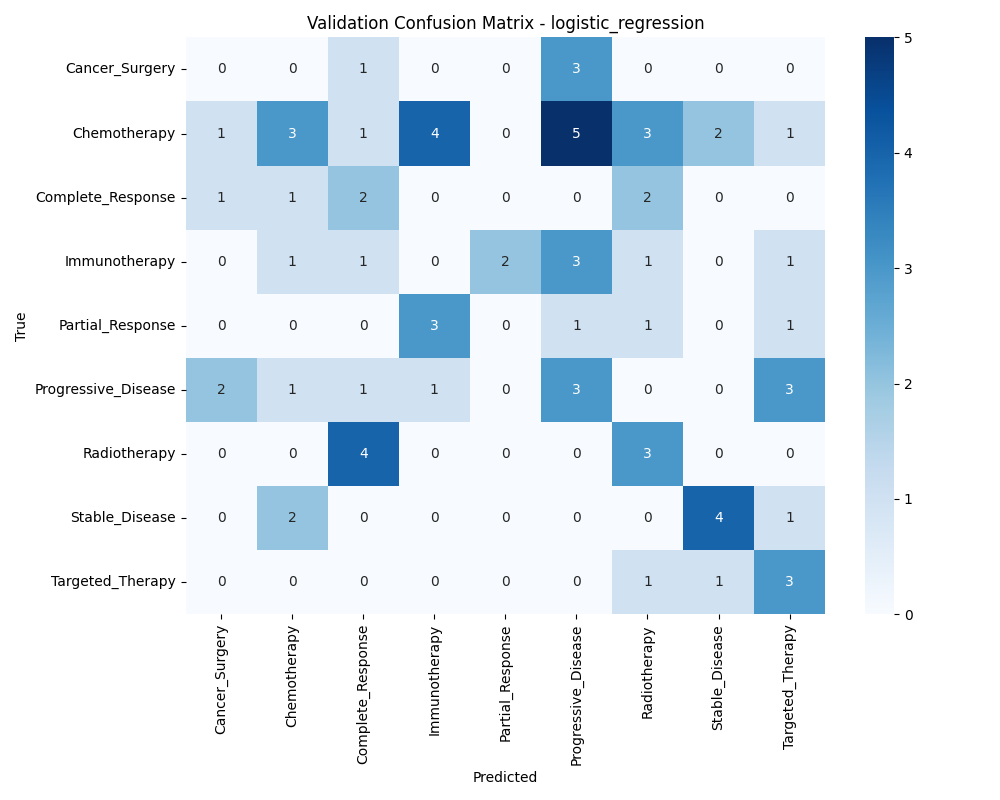 Validation Confusion Matrix - logistic_regression
Cancer_Surgery 0 0 1 0 0 3 0 0 0
Chemotherapy 1 3 1 4 0 5 3 2 1
Complete_Response 1 1 2 0 0 0 2 0 0
Immunotherapy 0 1 1 0 2 3 1 0 1
Partial_Response 0 0 0 3 0 1 1 0 1
Progressive_Disease 2 1 1 1 0 3 0 0 3
Radiotherapy 0 0 4 0 0 0 3 0 0
Stable_Disease 0 2 0 0 0 0 0 4 1
Targeted_Therapy 0 0 0 0 0 0 1 1 3
True
Cancer_Surgery
Chemotherapy
Complete_Response
Immunotherapy
Partial_Response
Progressive_Disease
Radiotherapy
Stable_Disease
Targeted_Therapy
Predicted
5
4
3
2
1
0